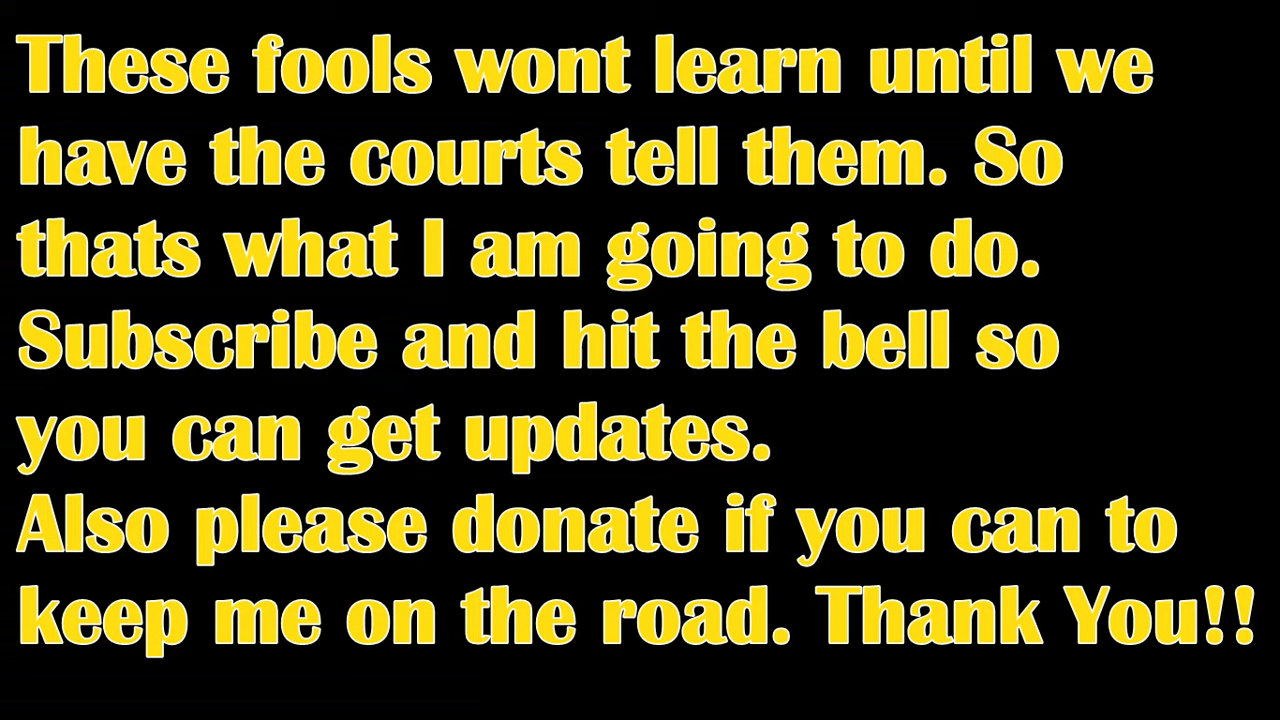 These fools wont learn until we
have the courts tell them. So
thats what I am going to do.
Subscribe and hit the bell so
you can get updates.
Also please donate if you can to
keep me on the road. Thank You!!